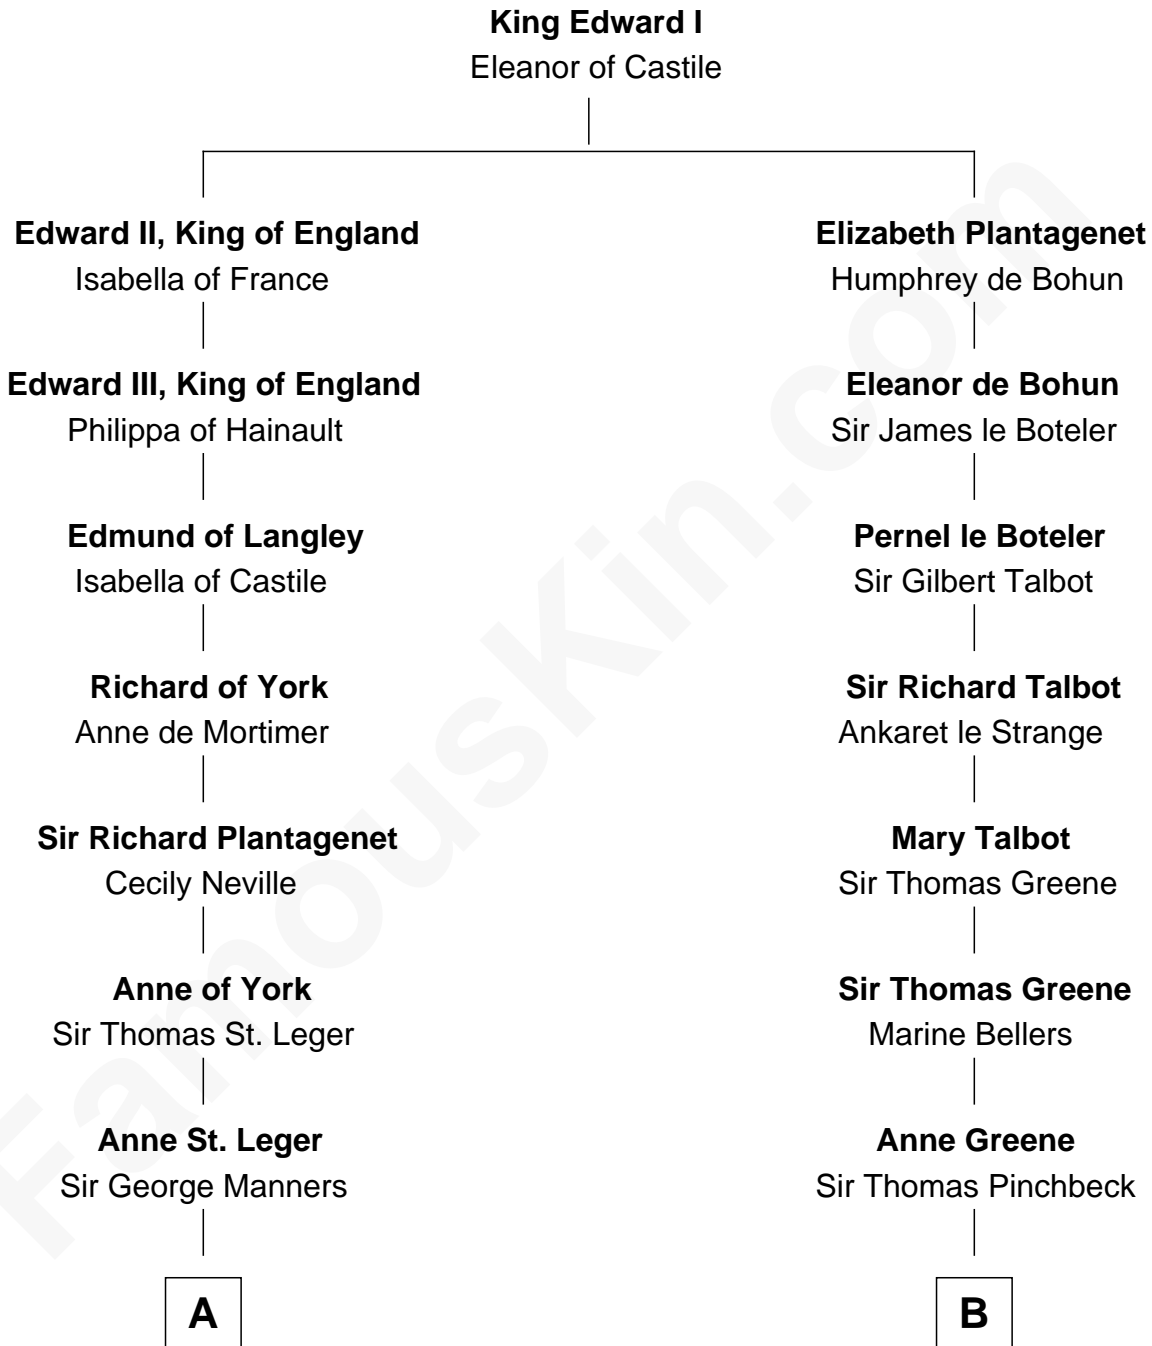 King Edward I
Eleanor of Castile
Edward II, King of England
Isabella of France
Elizabeth Plantagenet
Humphrey de Bohun
Edward III, King of England
Philippa of Hainault
Eleanor de Bohun
Sir James le Boteler
Edmund of Langley
Isabella of Castile
Pernel le Boteler
Sir Gilbert Talbot
Richard of York
Anne de Mortimer
Sir Richard Talbot
Ankaret le Strange
Sir Richard Plantagenet
Cecily Neville
Mary Talbot
Sir Thomas Greene
Anne of York
Sir Thomas St. Leger
Sir Thomas Greene
Marine Bellers
Anne St. Leger
Sir George Manners
Anne Greene
Sir Thomas Pinchbeck
A
B
FamousKin.com